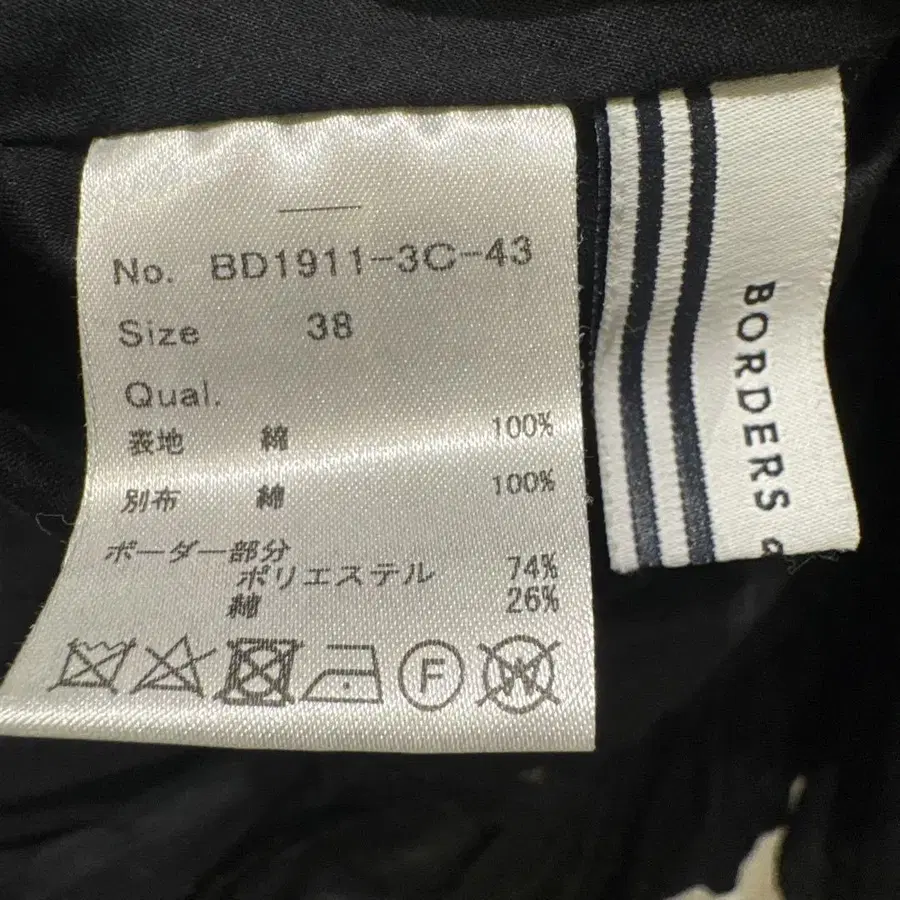 No. BD1911-3C-43
Size 38
Qual.
表地 綿 100%
別布 綿 100%
ボーダー部分
ポリエステル 74%
綿 26%
F
W
BORDERS